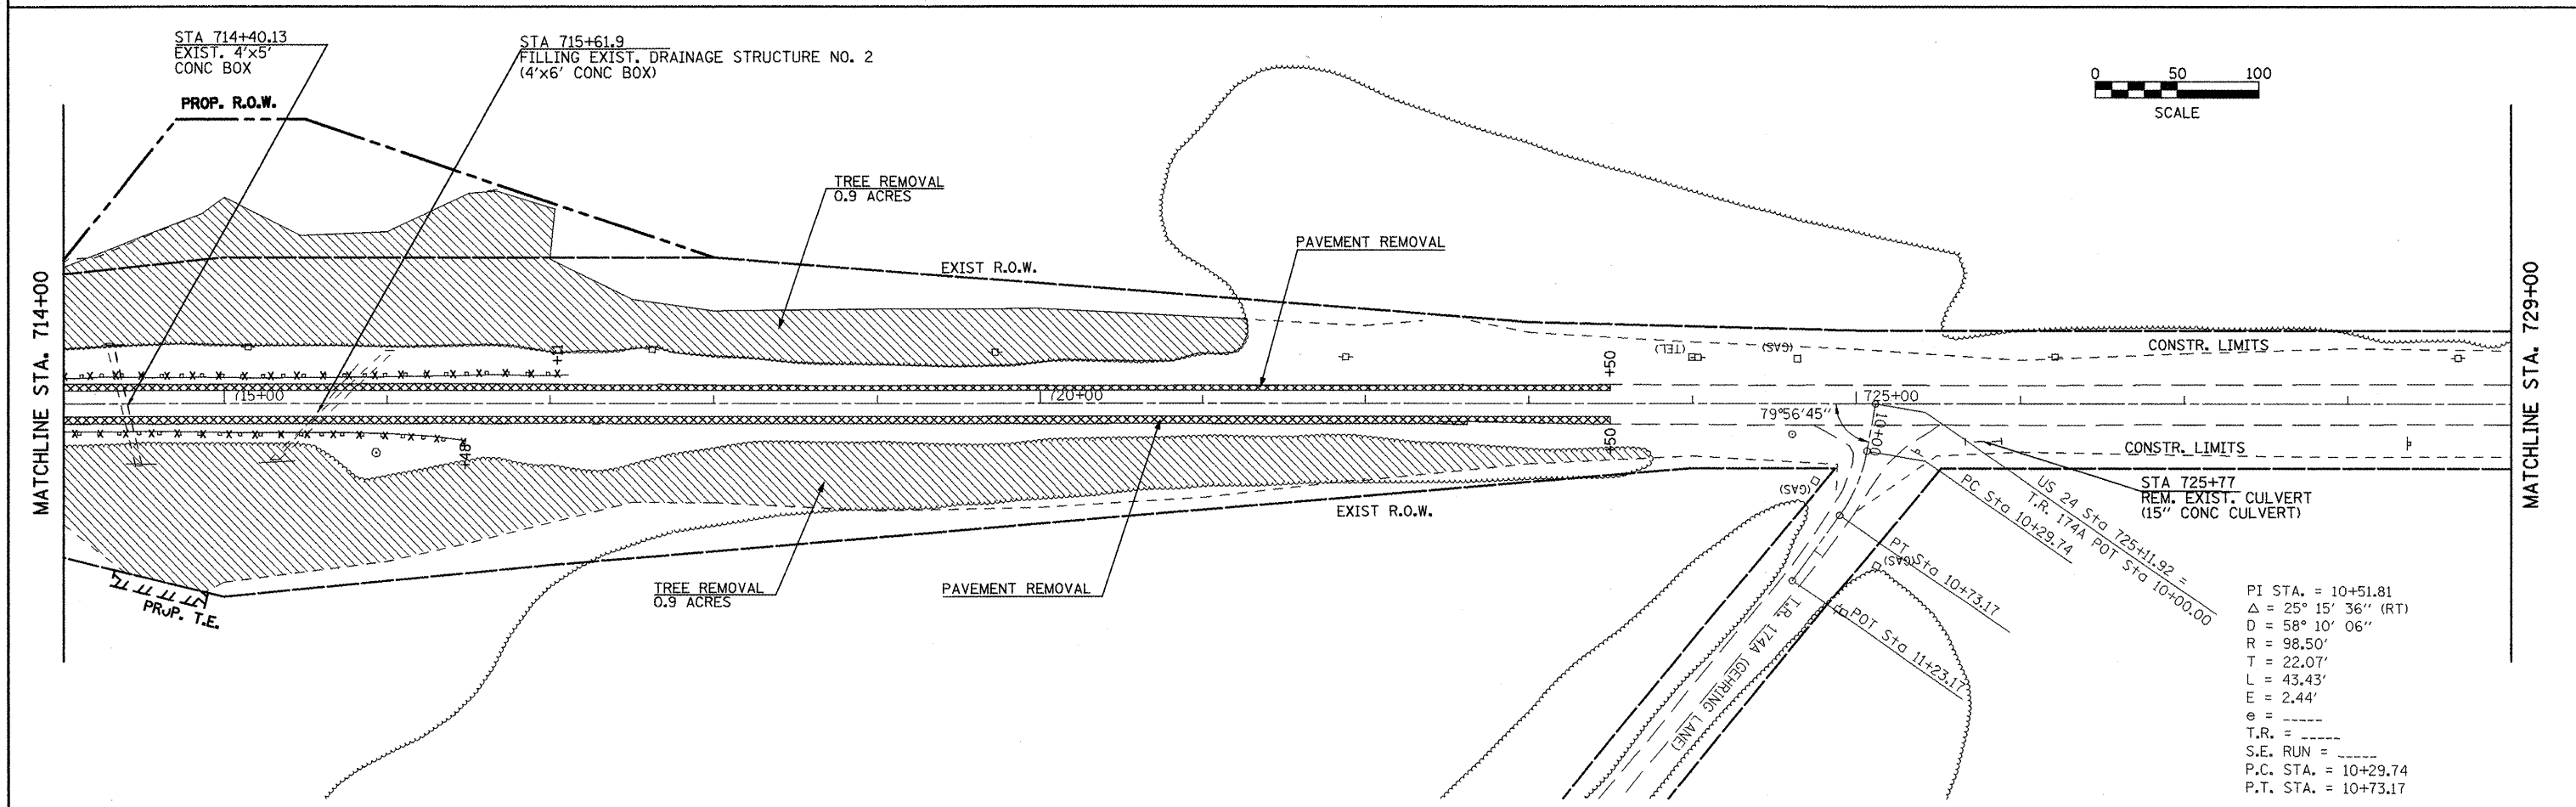 STA 714+40.13
EXIST. 4'x5'
CONC BOX
STA 715+61.9
FILLING EXIST. DRAINAGE STRUCTURE NO. 2
(4'x6' CONC BOX)
PROP. R.O.W.
TREE REMOVAL
0.9 ACRES
PAVEMENT REMOVAL
EXIST R.O.W.
0 50 100
SCALE
MATCHLINE STA. 714+00
MATCHLINE STA. 729+00
(TEL)
(GAS)
CONSTR. LIMITS
+50
715+00
720+00
725+00
79°56'45"
10+00
+48
+50
CONSTR. LIMITS
STA 725+77
REM. EXIST. CULVERT
(15" CONC CULVERT)
(GAS)
EXIST R.O.W.
US 24 Sta 725+11.92 =
T.R. 174A POT Sta 10+00.00
PC Sta 10+29.74
PT Sta 10+73.17
(GAS)
POT Sta 11+23.17
T.R. 174A (GEHRING LANE)
PROP. T.E.
TREE REMOVAL
0.9 ACRES
PAVEMENT REMOVAL
PI STA. = 10+51.81
Δ = 25° 15' 36" (RT)
D = 58° 10' 06"
R = 98.50'
T = 22.07'
L = 43.43'
E = 2.44'
e = -----
T.R. = -----
S.E. RUN = -----
P.C. STA. = 10+29.74
P.T. STA. = 10+73.17